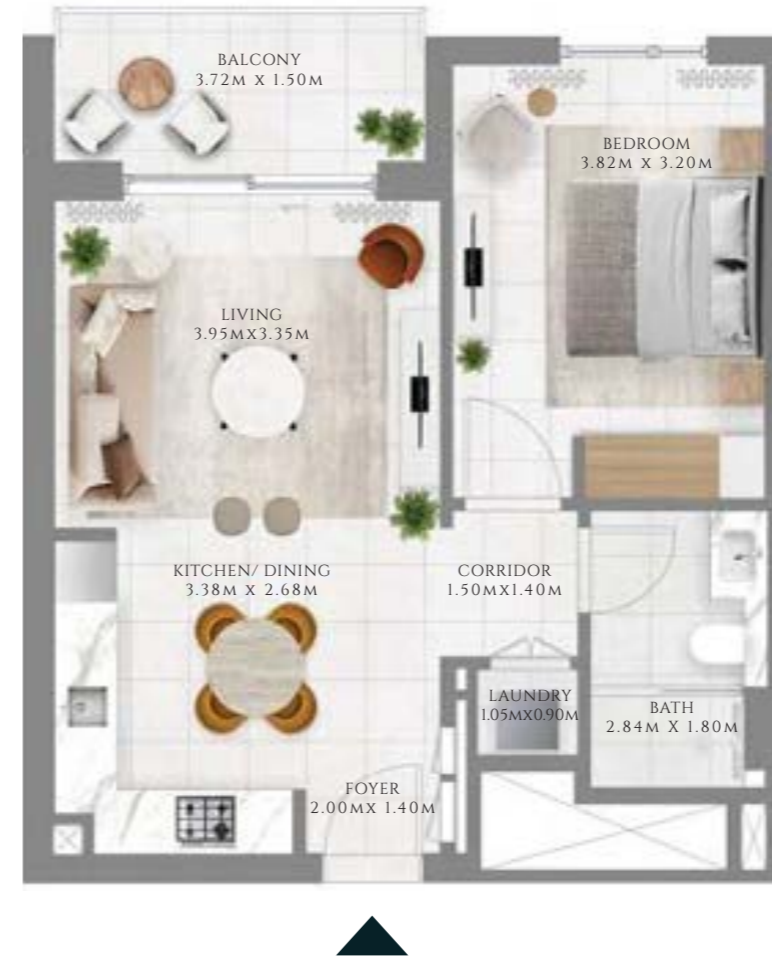 BALCONY
3.72M X 1.50M
BEDROOM
3.82M X 3.20M
LIVING
3.95MX3.35M
KITCHEN/ DINING
3.38M X 2.68M
CORRIDOR
1.50MX1.40M
LAUNDRY
1.05MX0.90M
BATH
2.84M X 1.80M
FOYER
2.00MX 1.40M